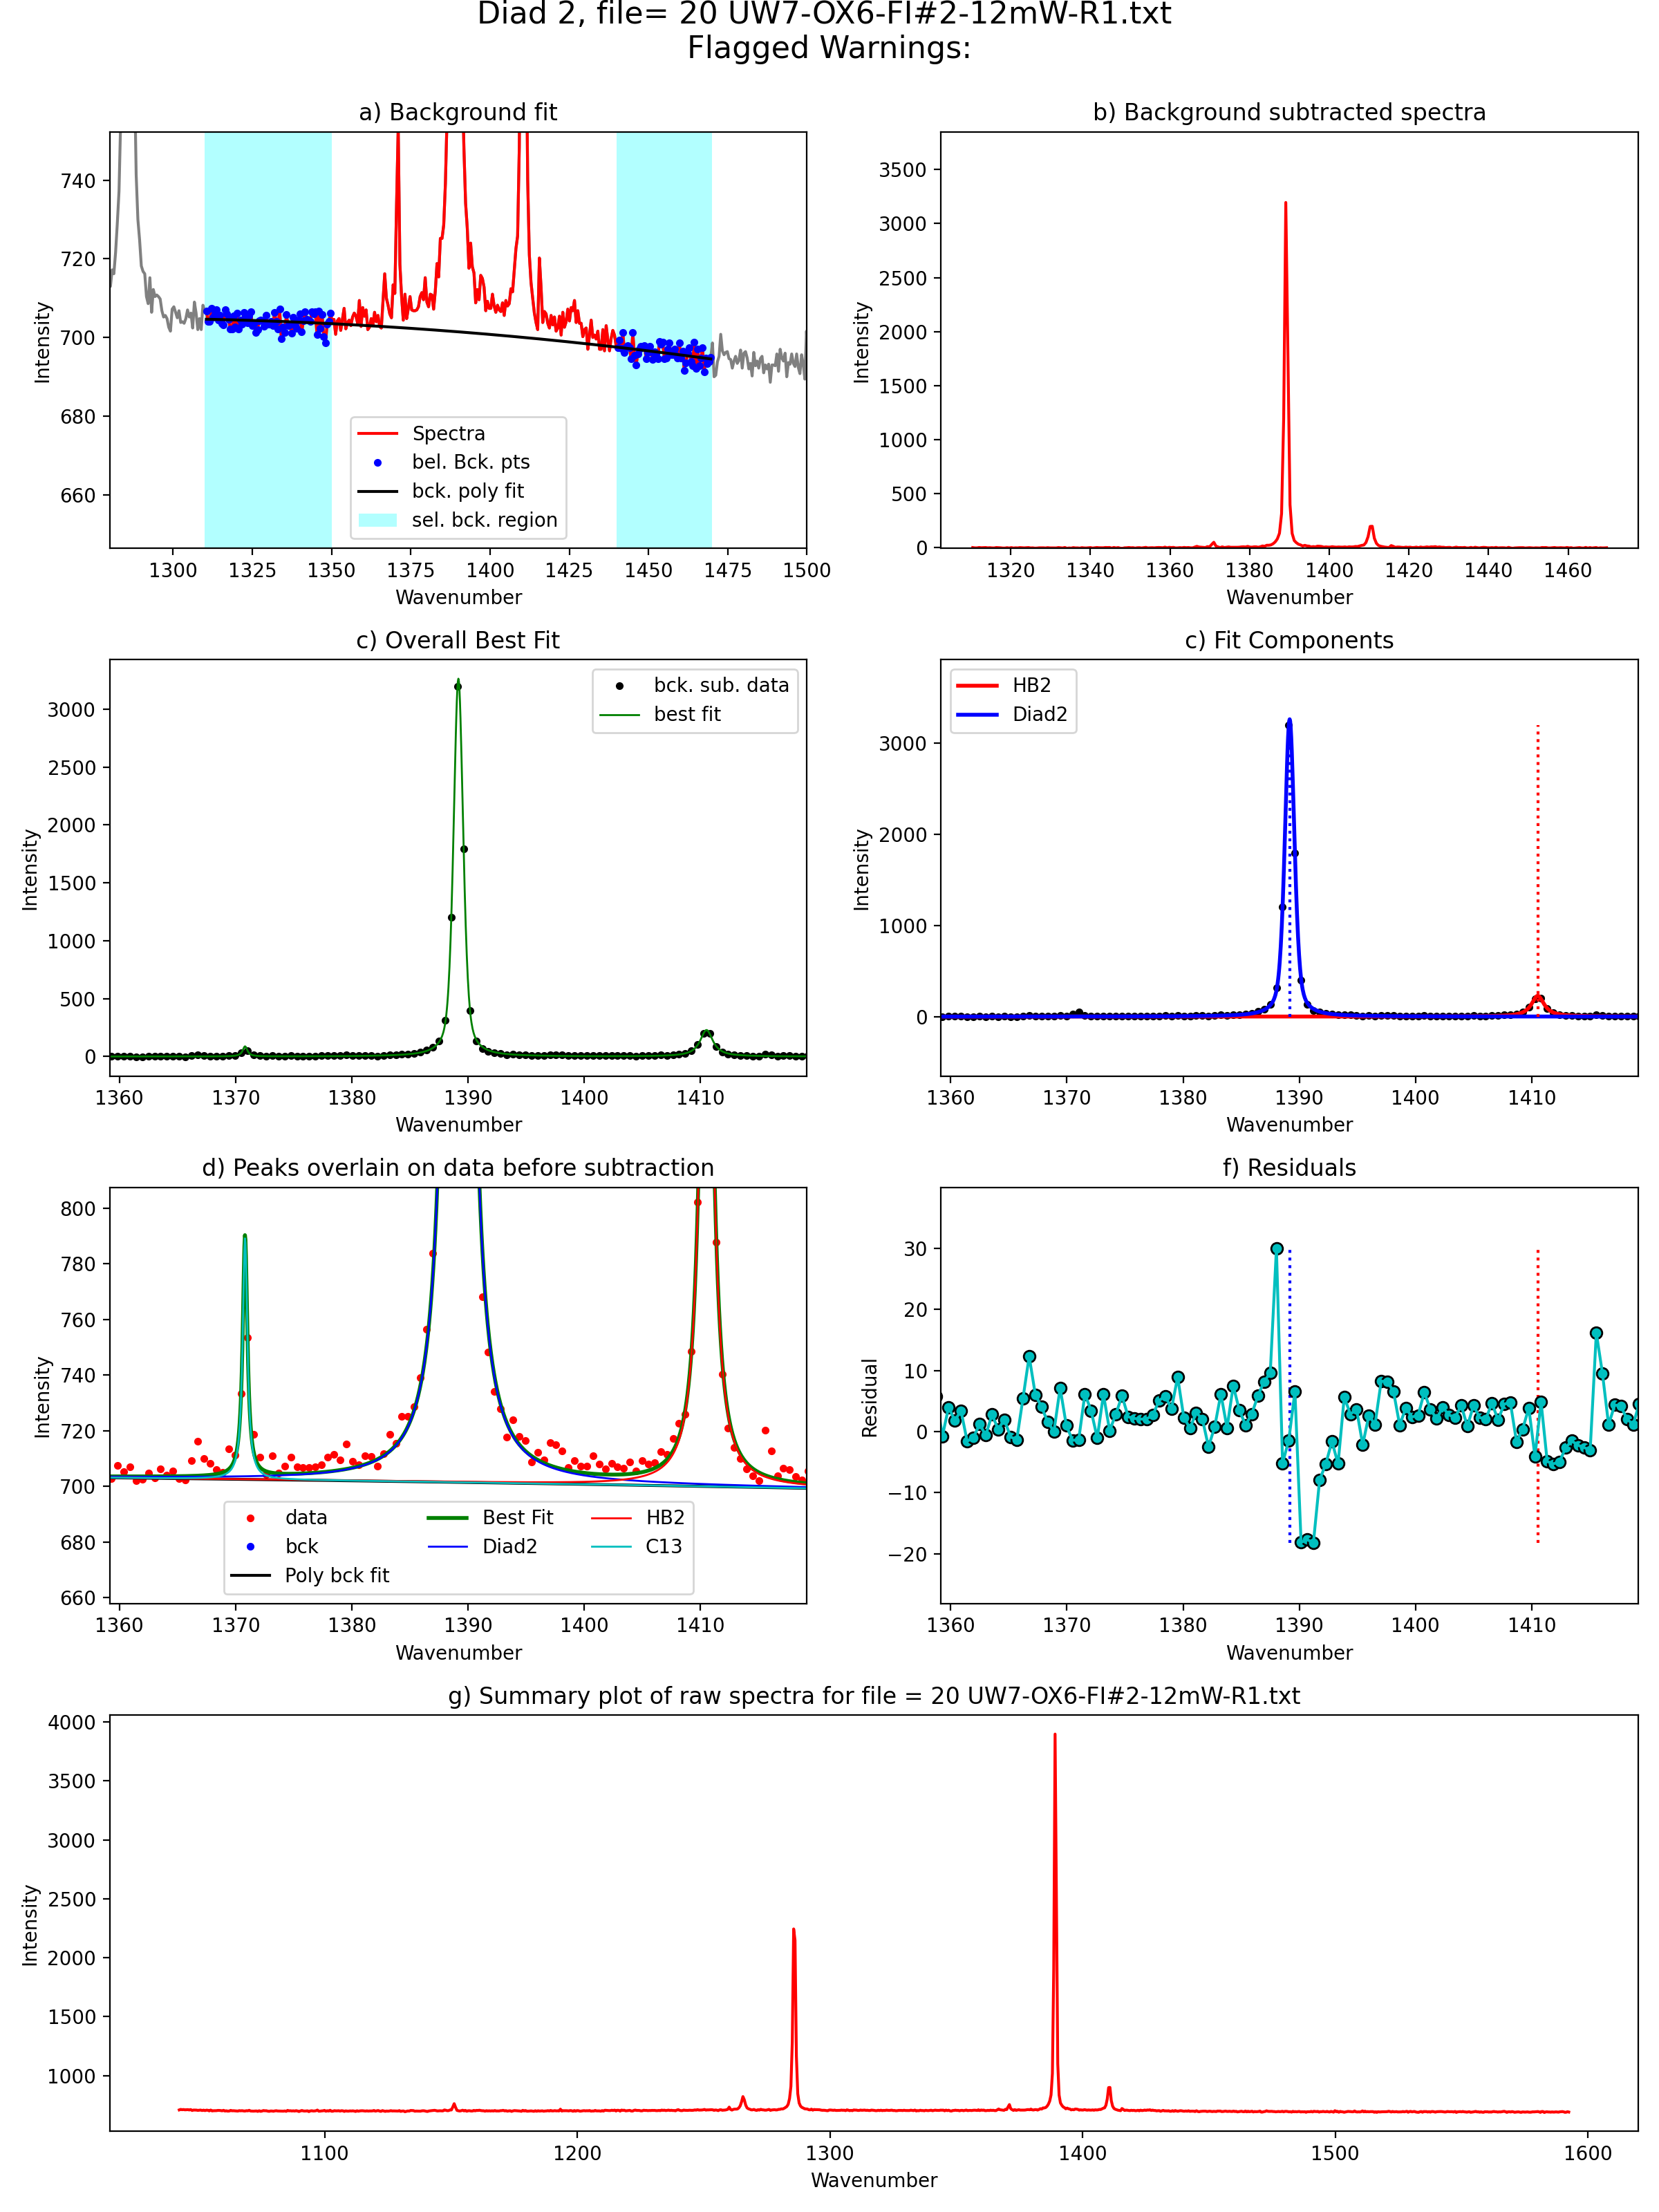 Diad 2, file= 20 UW7-OX6-FI#2-12mW-R1.txt
Flagged Warnings:
a) Background fit
740
720
700
680
660
Intensity
Spectra
bel. Bck. pts
bck. poly fit
sel. bck. region
1300 1325 1350 1375 1400 1425 1450 1475 1500
Wavenumber
b) Background subtracted spectra
3500
3000
2500
2000
1500
1000
500
0
Intensity
1320 1340 1360 1380 1400 1420 1440 1460
Wavenumber
c) Overall Best Fit
3000
2500
2000
1500
1000
500
0
Intensity
bck. sub. data
best fit
1360 1370 1380 1390 1400 1410
Wavenumber
c) Fit Components
HB2
Diad2
3000
2000
1000
0
Intensity
1360 1370 1380 1390 1400 1410
Wavenumber
d) Peaks overlain on data before subtraction
800
780
760
740
720
700
680
660
Intensity
data
bck
Poly bck fit
Best Fit
Diad2
HB2
C13
1360 1370 1380 1390 1400 1410
Wavenumber
f) Residuals
30
20
10
0
−10
−20
Residual
1360 1370 1380 1390 1400 1410
Wavenumber
g) Summary plot of raw spectra for file = 20 UW7-OX6-FI#2-12mW-R1.txt
4000
3500
3000
2500
2000
1500
1000
Intensity
1100 1200 1300 1400 1500 1600
Wavenumber